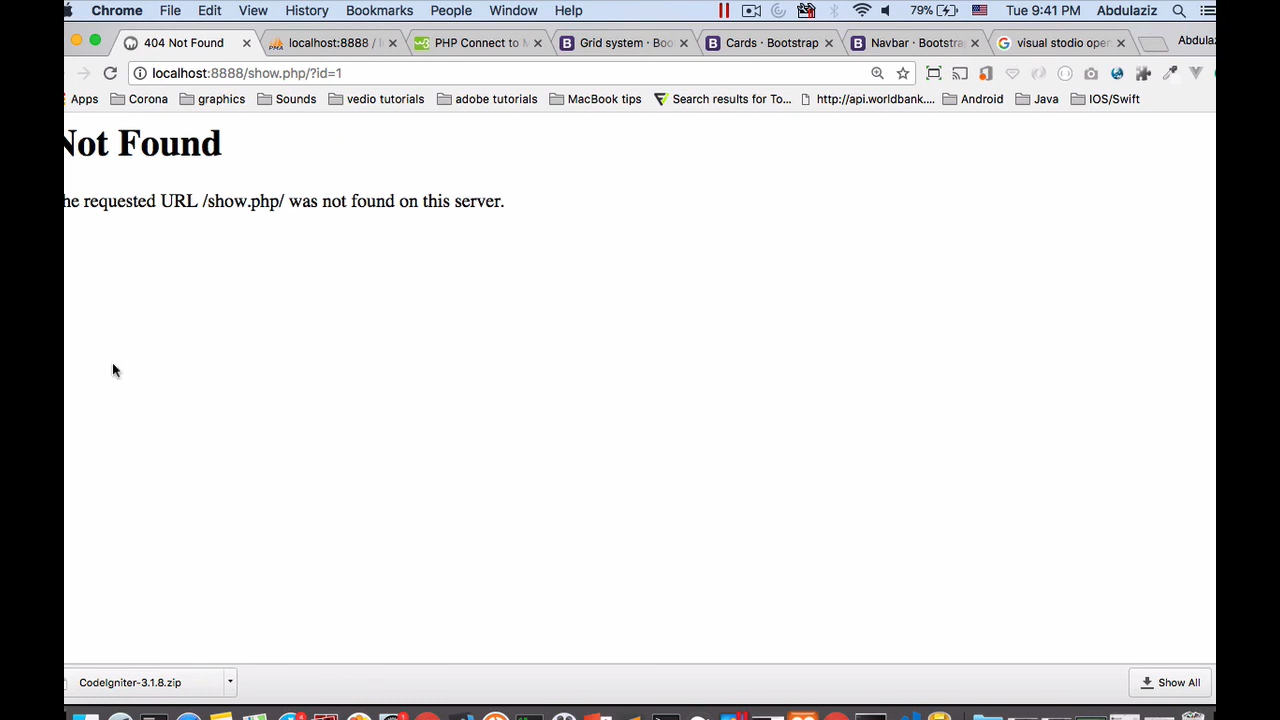 Chrome File Edit View History Bookmarks People Window Help 79% Tue 9:41 PM Abdulaziz
404 Not Found localhost:8888 / PHP Connect to M Grid system · Boo Cards · Bootstrap Navbar · Bootstra visual stodio open Abdulaz
localhost:8888/show.php/?id=1
Apps Corona graphics Sounds vedio tutorials adobe tutorials MacBook tips Search results for To... http://api.worldbank.... Android Java IOS/Swift
Not Found
he requested URL /show.php/ was not found on this server.
CodeIgniter-3.1.8.zip Show All